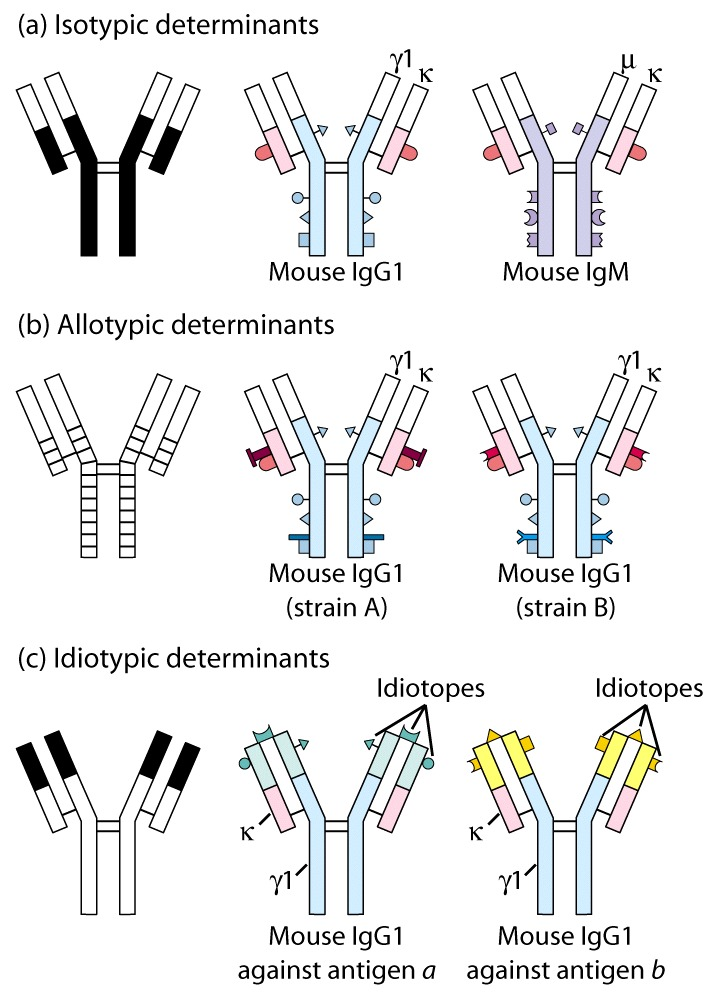 (a) Isotypic determinants
γ1 κ
μ κ
Mouse IgG1
Mouse IgM
(b) Allotypic determinants
γ1 κ
γ1 κ
Mouse IgG1
(strain A)
Mouse IgG1
(strain B)
(c) Idiotypic determinants
Idiotopes
Idiotopes
κ
γ1
κ
γ1
Mouse IgG1
against antigen a
Mouse IgG1
against antigen b